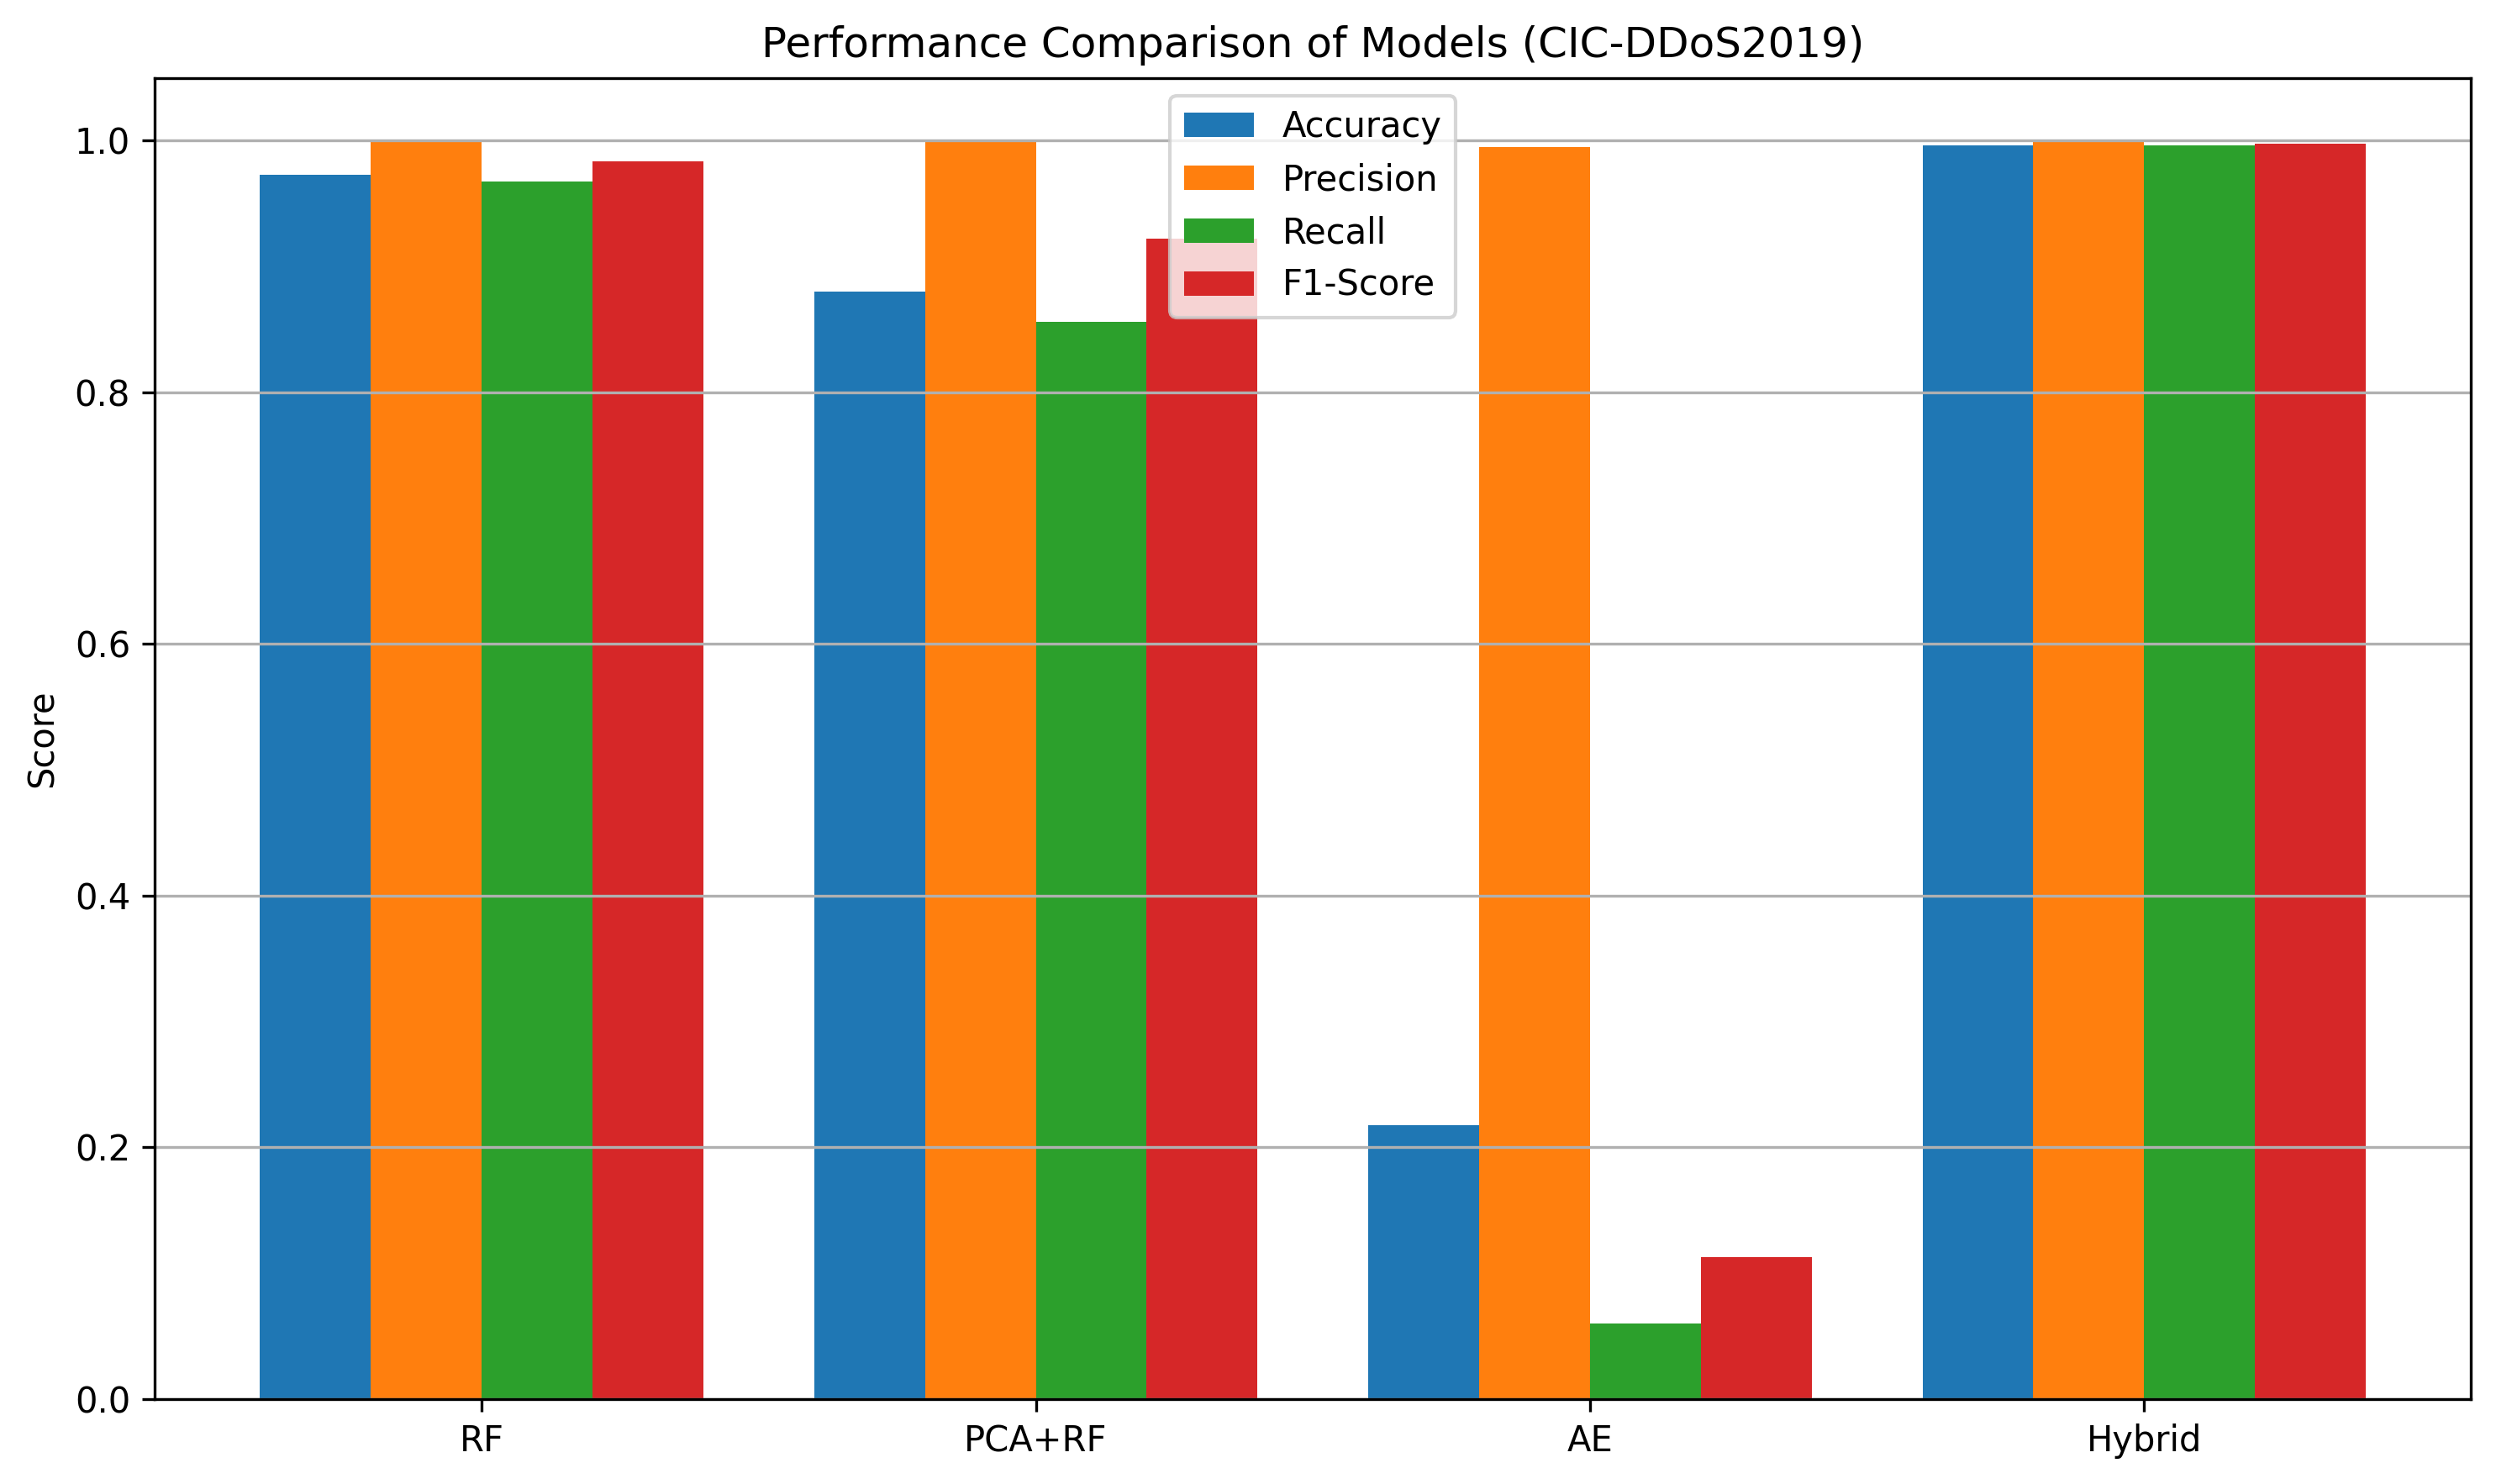 Performance Comparison of Models (CIC-DDoS2019)
Accuracy
Precision
Recall
F1-Score
1.0
0.8
0.6
0.4
0.2
0.0
Score
RF
PCA+RF
AE
Hybrid